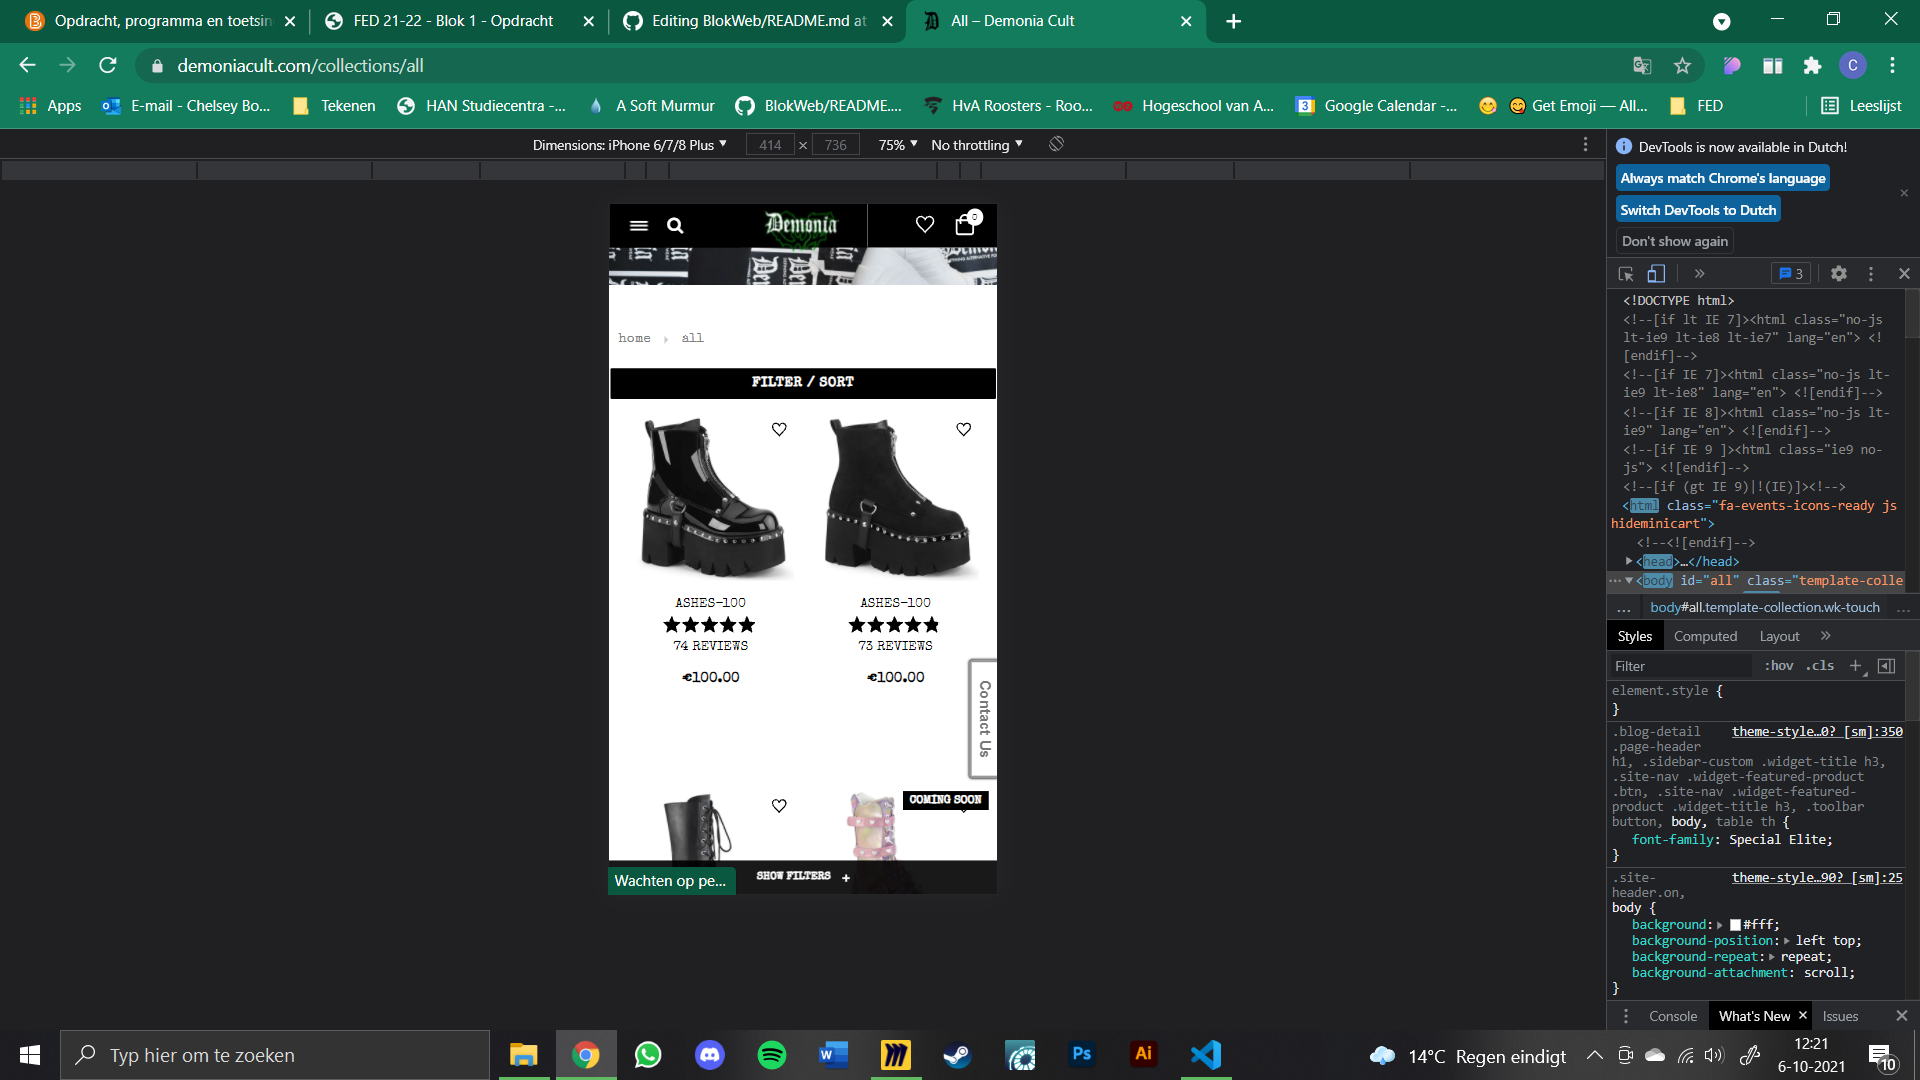 Opdracht, programma en toetsin
FED 21-22 - Blok 1 - Opdracht
Editing BlokWeb/README.md at
All – Demonia Cult
demoniacult.com/collections/all
C
Apps
E-mail - Chelsey Bo...
Tekenen
HAN Studiecentra -...
A Soft Murmur
BlokWeb/README....
HvA Roosters - Roo...
Hogeschool van A...
Google Calendar -...
Get Emoji — All...
FED
Leeslijst
Dimensions: iPhone 6/7/8 Plus
414 × 736
75%
No throttling
DevTools is now available in Dutch!
Always match Chrome's language
Switch DevTools to Dutch
Don't show again
3
Demonia
0
home
all
FILTER / SORT
ASHES-100
74 REVIEWS
€100.00
ASHES-100
73 REVIEWS
€100.00
Contact Us
COMING SOON
SHOW FILTERS +
Wachten op pe...
<!DOCTYPE html>
<!--[if lt IE 7]><html class="no-js
lt-ie9 lt-ie8 lt-ie7" lang="en"> <!
[endif]-->
<!--[if IE 7]><html class="no-js lt-
ie9 lt-ie8" lang="en"> <![endif]-->
<!--[if IE 8]><html class="no-js lt-
ie9" lang="en"> <![endif]-->
<!--[if IE 9 ]><html class="ie9 no-
js"> <![endif]-->
<!--[if (gt IE 9)|!(IE)]><!-->
<html class="fa-events-icons-ready js
hideminicart">
<!--<![endif]-->
<head>…</head>
<body id="all" class="template-colle
... body#all.template-collection.wk-touch ...
Styles
Computed
Layout
Filter
:hov .cls +
element.style {
}
.blog-detail theme-style…0? [sm]:350
.page-header
h1, .sidebar-custom .widget-title h3,
.site-nav .widget-featured-product
.btn, .site-nav .widget-featured-
product .widget-title h3, .toolbar
button, body, table th {
font-family: Special Elite;
}
.site- theme-style…90? [sm]:25
header.on,
body {
background: #fff;
background-position: left top;
background-repeat: repeat;
background-attachment: scroll;
}
Console
What's New
Issues
Typ hier om te zoeken
W
Ps
Ai
14°C Regen eindigt
12:21
6-10-2021
10